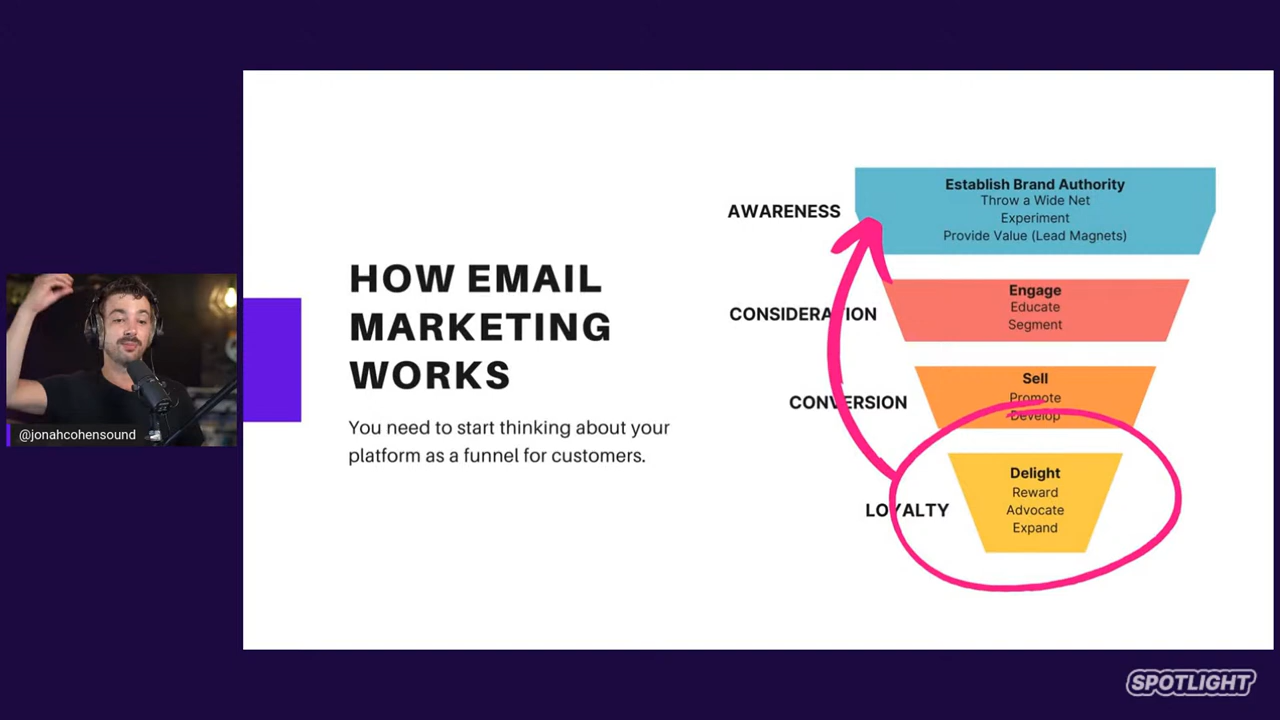 HOW EMAIL
MARKETING
WORKS
You need to start thinking about your
platform as a funnel for customers.
AWARENESS
Establish Brand Authority
Throw a Wide Net
Experiment
Provide Value (Lead Magnets)
CONSIDERATION
Engage
Educate
Segment
CONVERSION
Sell
Promote
Develop
LOYALTY
Delight
Reward
Advocate
Expand
@jonahcohensound
SPOTLIGHT